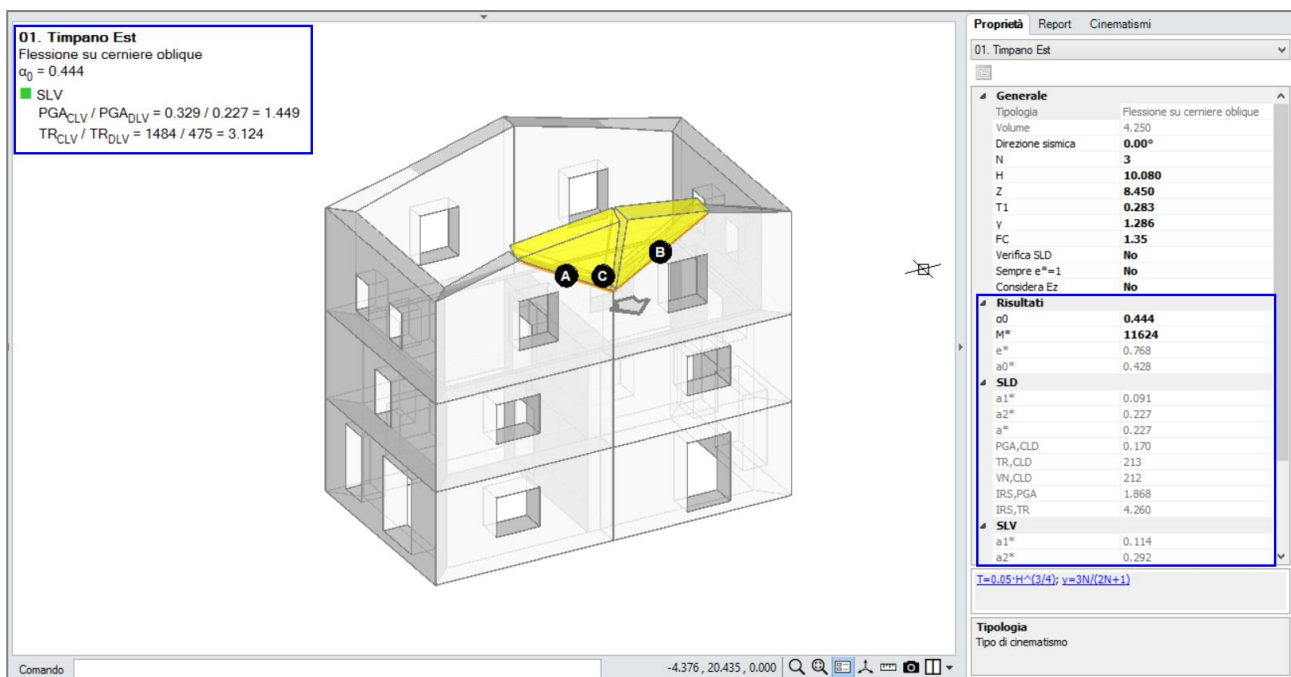 01. Timpano Est
Flessione su cerniere oblique
α0 = 0.444
SLV
PGACLV / PGADLV = 0.329 / 0.227 = 1.449
TRCLV / TRDLV = 1484 / 475 = 3.124
A
C
B
Comando
-4.376 , 20.435 , 0.000
Proprietà Report Cinematismi
01. Timpano Est
Generale
Tipologia Flessione su cerniere oblique
Volume 4.250
Direzione sismica 0.00°
N 3
H 10.080
Z 8.450
T1 0.283
γ 1.286
FC 1.35
Verifica SLD No
Sempre e*=1 No
Considera Ez No
Risultati
α0 0.444
M* 11624
e* 0.768
a0* 0.428
SLD
a1* 0.091
a2* 0.227
a* 0.227
PGA,CLD 0.170
TR,CLD 213
VN,CLD 212
IRS,PGA 1.868
IRS,TR 4.260
SLV
a1* 0.114
a2* 0.292
T=0.05·H^(3/4); γ=3N/(2N+1)
Tipologia
Tipo di cinematismo